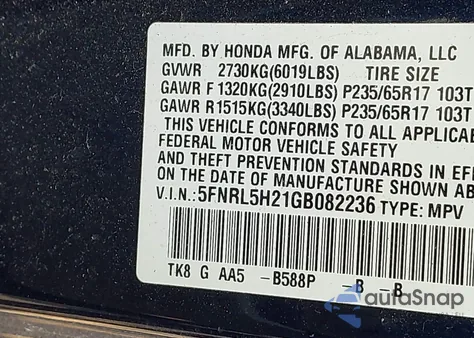 MFD. BY HONDA MFG. OF ALABAMA, LLC
GVWR 2730KG(6019LBS) TIRE SIZE
GAWR F 1320KG(2910LBS) P235/65R17 103T
GAWR R 1515KG(3340LBS) P235/65R17 103T
THIS VEHICLE CONFORMS TO ALL APPLICAB
FEDERAL MOTOR VEHICLE SAFETY
AND THEFT PREVENTION STANDARDS IN EFF
ON THE DATE OF MANUFACTURE SHOWN AB
V.I.N.: 5FNRL5H21GB082236 TYPE: MPV
TK8 G AA5 -B588P -B -B
autoSnap